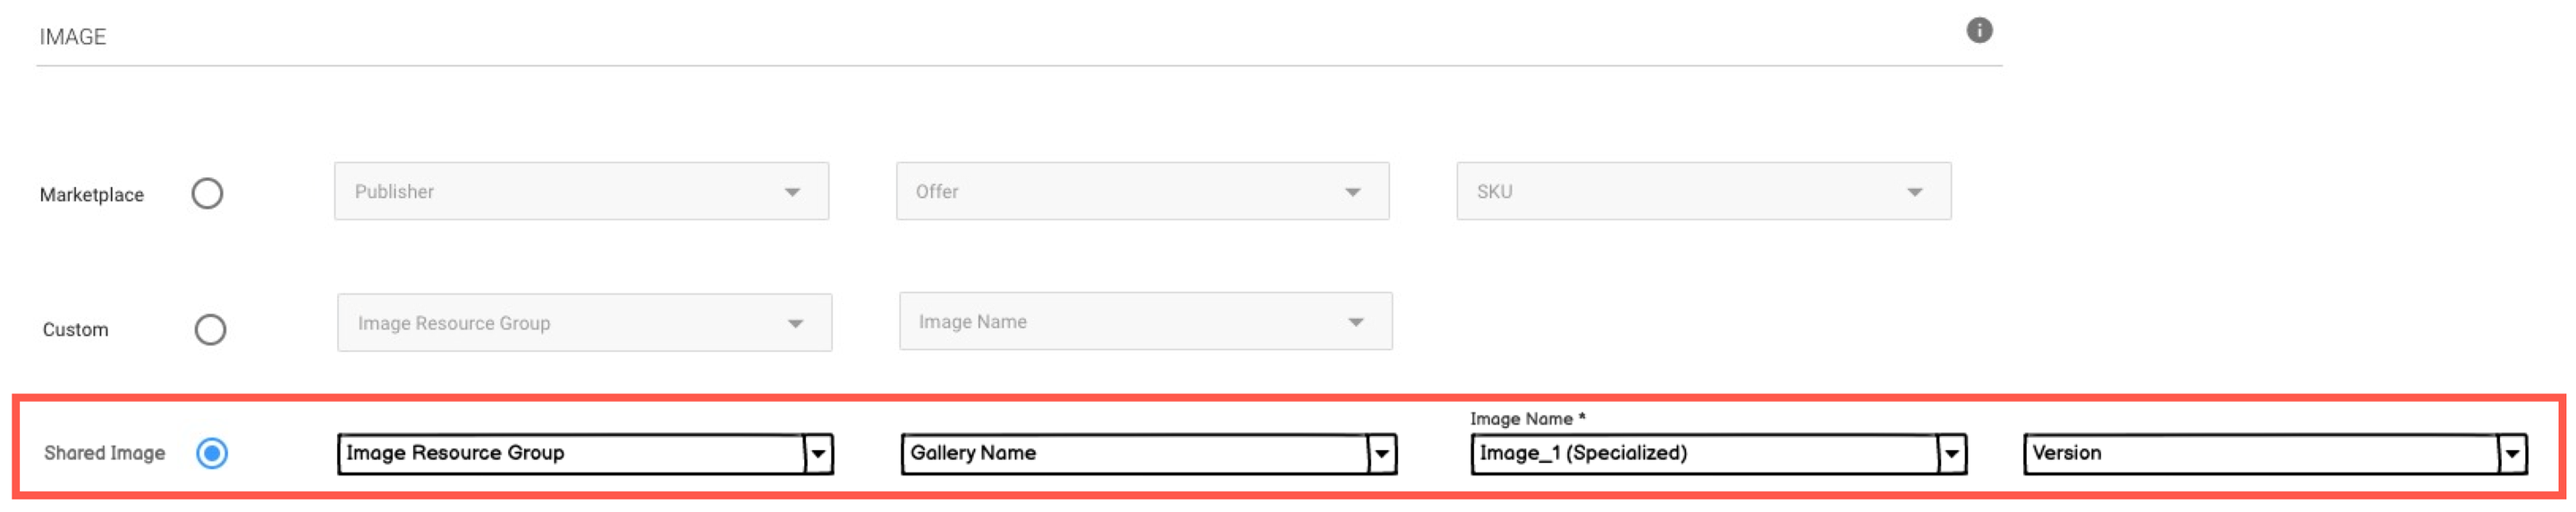 IMAGE
Marketplace Publisher Offer SKU
Custom Image Resource Group Image Name
Image Name *
Shared Image Image Resource Group Gallery Name Image_1 (Specialized) Version